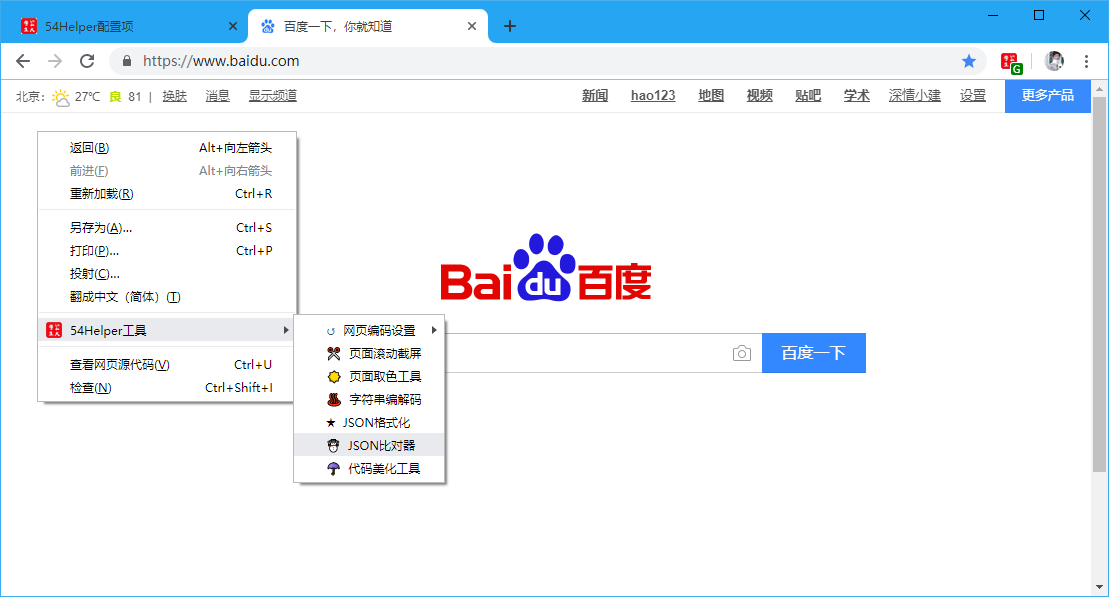 54Helper配置项
百度一下，你就知道
https://www.baidu.com
G
北京： 27℃ 良 81 | 换肤 消息 显示频道
新闻 hao123 地图 视频 贴吧 学术 深情小建 设置 更多产品
返回(B) Alt+向左箭头
前进(F) Alt+向右箭头
重新加载(R) Ctrl+R
另存为(A)... Ctrl+S
打印(P)... Ctrl+P
投射(C)...
翻成中文（简体）(T)
54Helper工具
查看网页源代码(V) Ctrl+U
检查(N) Ctrl+Shift+I
网页编码设置
页面滚动截屏
页面取色工具
字符串编解码
JSON格式化
JSON比对器
代码美化工具
Bai du 百度
百度一下